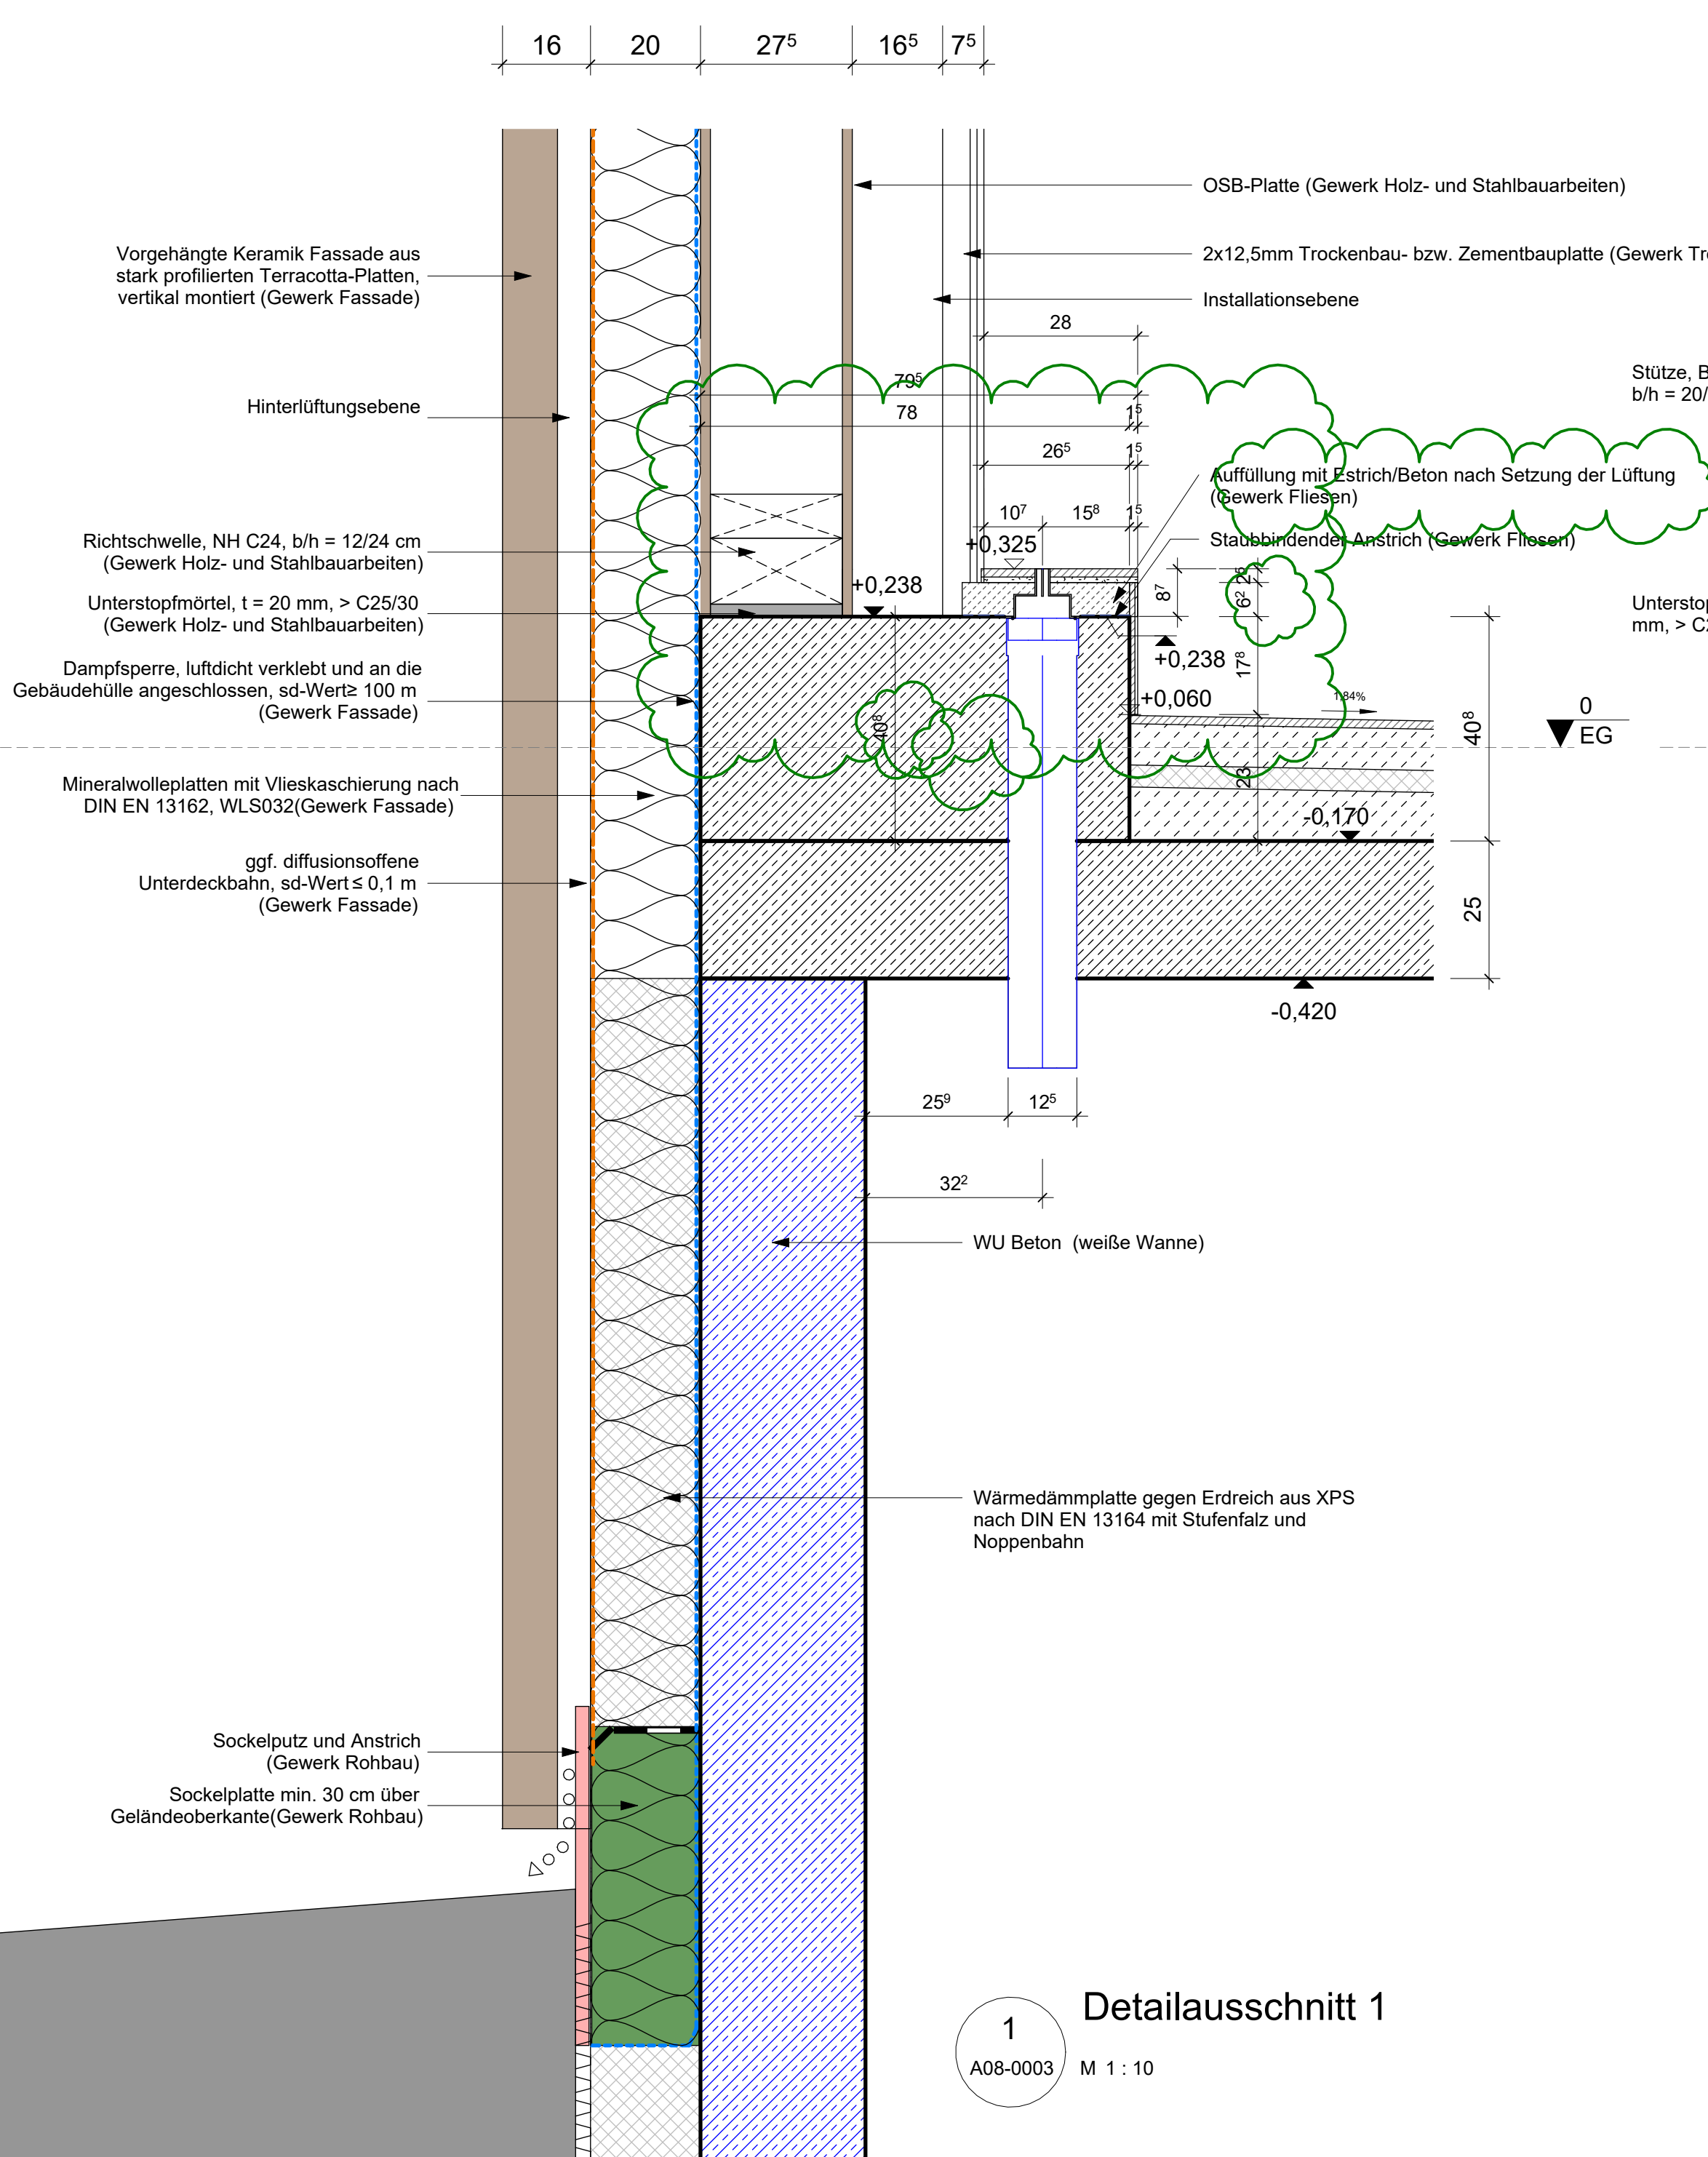 16 20 27⁵ 16⁵ 7⁵
OSB-Platte (Gewerk Holz- und Stahlbauarbeiten)
Vorgehängte Keramik Fassade aus
stark profilierten Terracotta-Platten,
vertikal montiert (Gewerk Fassade)
2x12,5mm Trockenbau- bzw. Zementbauplatte (Gewerk
Installationsebene
28
Stütze,
b/h = 20/
79⁵
78 1⁵
Hinterlüftungsebene
26⁵ 1⁵
Auffüllung mit Estrich/Beton nach Setzung der Lüftung
(Gewerk Fliesen)
10⁷ 15⁸ 1⁵
Staubbindender Anstrich (Gewerk Fliesen)
+0,325
Richtschwelle, NH C24, b/h = 12/24 cm
(Gewerk Holz- und Stahlbauarbeiten)
+0,238
8⁷
2⁵
6²
Unterstopfmörtel, t = 20 mm, > C25/30
(Gewerk Holz- und Stahlbauarbeiten)
mm, >
Dampfsperre, luftdicht verklebt und an die
Gebäudehülle angeschlossen, sd-Wert≥ 100 m
(Gewerk Fassade)
+0,238
17⁸
+0,060
1,84%
40⁸
40⁸
0
EG
23
Mineralwolleplatten mit Vlieskaschierung nach
DIN EN 13162, WLS032(Gewerk Fassade)
-0,170
ggf. diffusionsoffene
Unterdeckbahn, sd-Wert ≤ 0,1 m
(Gewerk Fassade)
25
-0,420
25⁹ 12⁵
32²
WU Beton (weiße Wanne)
Wärmedämmplatte gegen Erdreich aus XPS
nach DIN EN 13164 mit Stufenfalz und
Noppenbahn
Sockelputz und Anstrich
(Gewerk Rohbau)
Sockelplatte min. 30 cm über
Geländeoberkante(Gewerk Rohbau)
Detailausschnitt 1
1
A08-0003 M 1 : 10